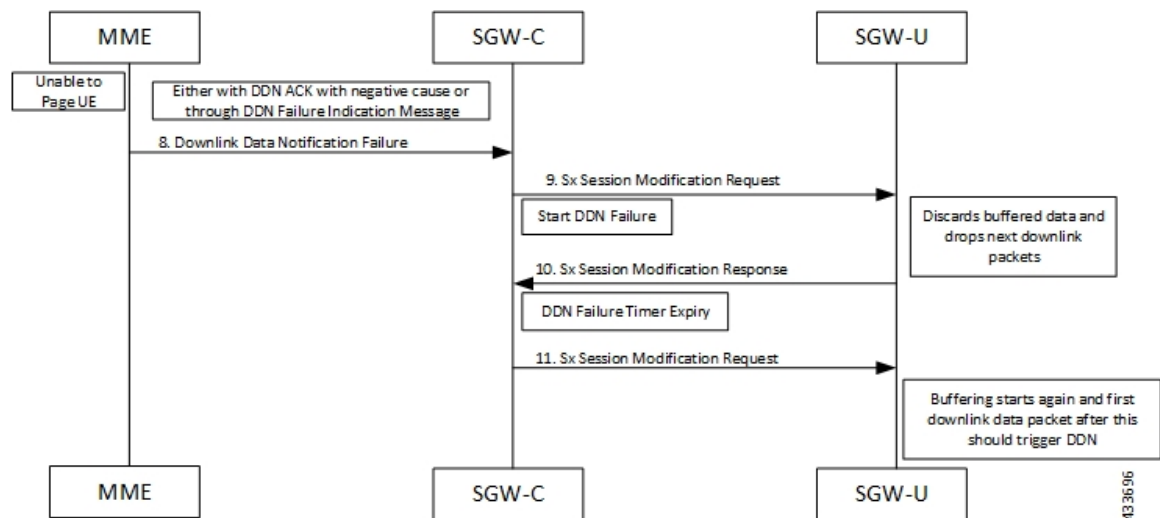 MME
SGW-C
SGW-U
Unable to
Page UE
Either with DDN ACK with negative cause or
through DDN Failure Indication Message
8. Downlink Data Notification Failure
9. Sx Session Modification Request
Start DDN Failure
Discards buffered data and
drops next downlink
packets
10. Sx Session Modification Response
DDN Failure Timer Expiry
11. Sx Session Modification Request
Buffering starts again and first
downlink data packet after this
should trigger DDN
MME
SGW-C
SGW-U
433696